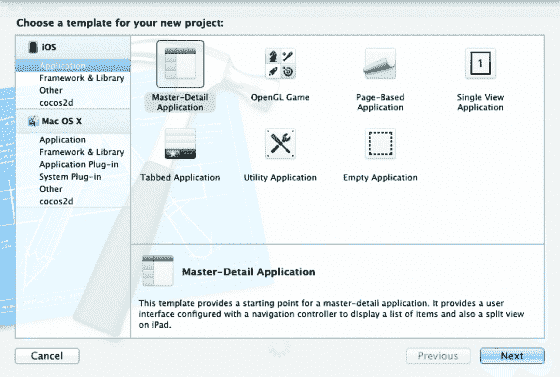 Choose a template for your new project:
iOS
Application
Framework & Library
Other
cocos2d
Mac OS X
Application
Framework & Library
Application Plug-in
System Plug-in
Other
cocos2d
Master-Detail
Application
OpenGL Game
Page-Based
Application
1
Single View
Application
Tabbed Application
Utility Application
Empty Application
Master-Detail Application
This template provides a starting point for a master-detail application. It provides a user
interface configured with a navigation controller to display a list of items and also a split view
on iPad.
Cancel
Previous
Next